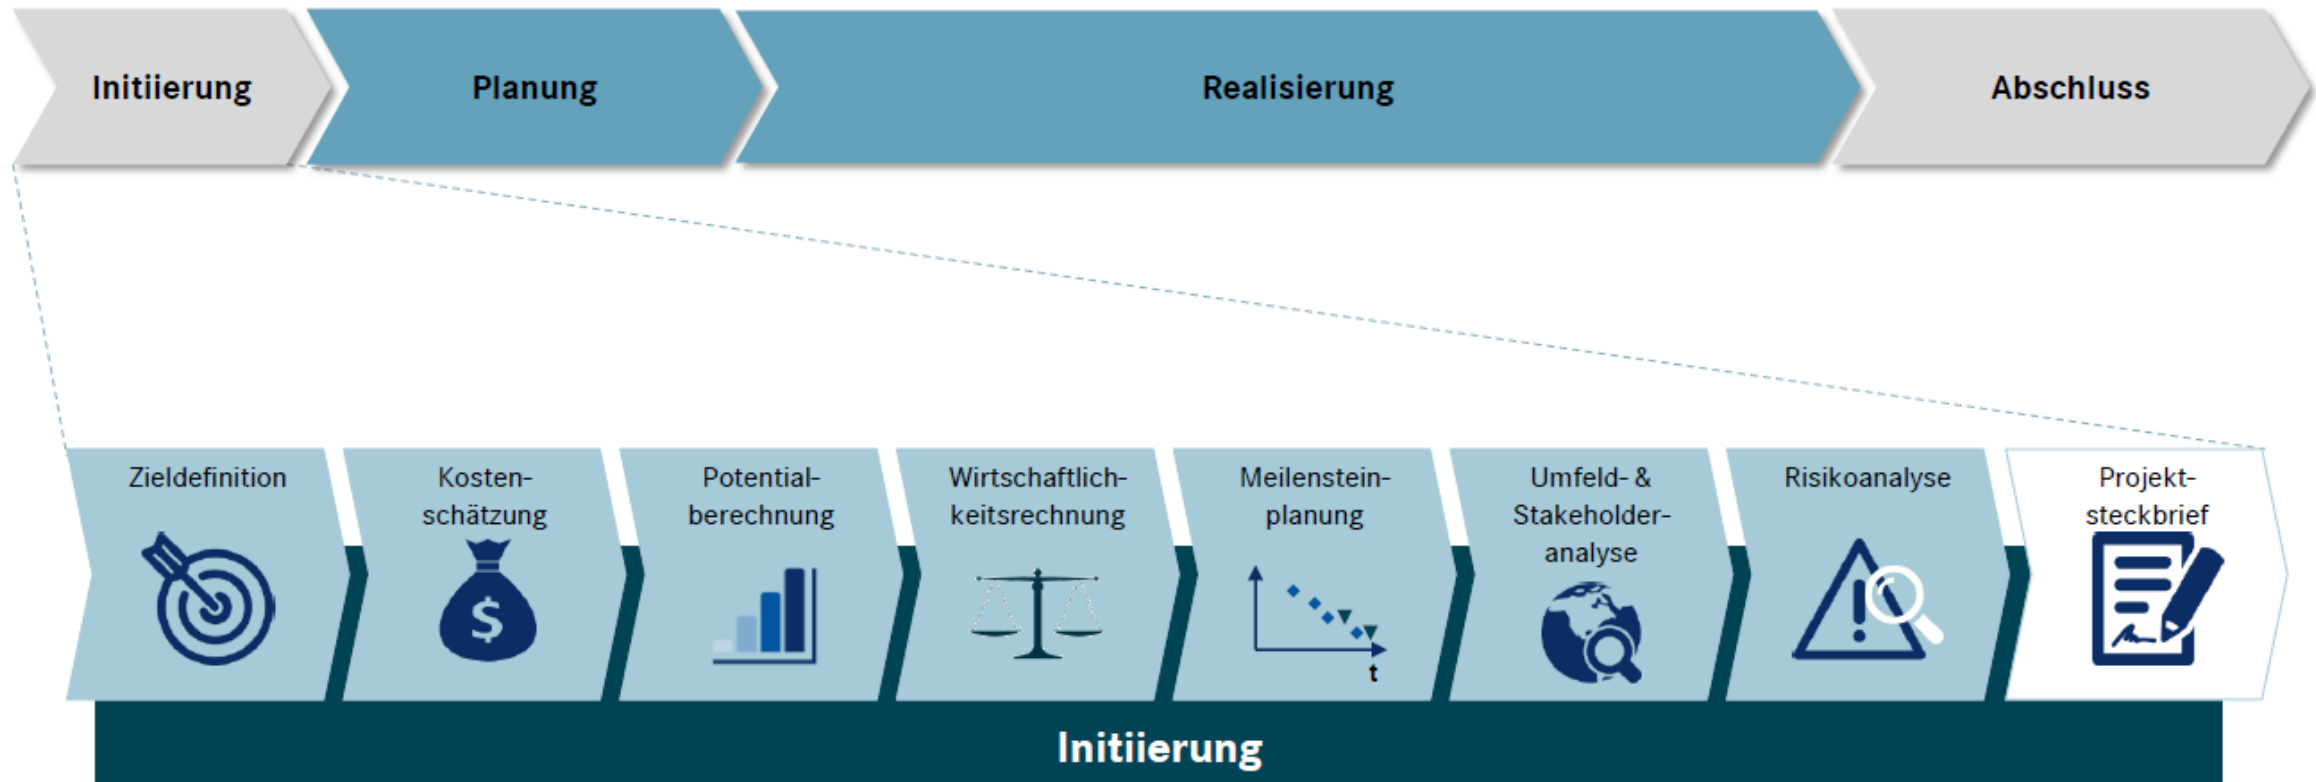 Initiierung
Planung
Realisierung
Abschluss
Zieldefinition
Kosten-
schätzung
$
Potential-
berechnung
Wirtschaftlich-
keitsrechnung
Meilenstein-
planung
t
Umfeld- &
Stakeholder-
analyse
Risikoanalyse
Projekt-
steckbrief
Initiierung